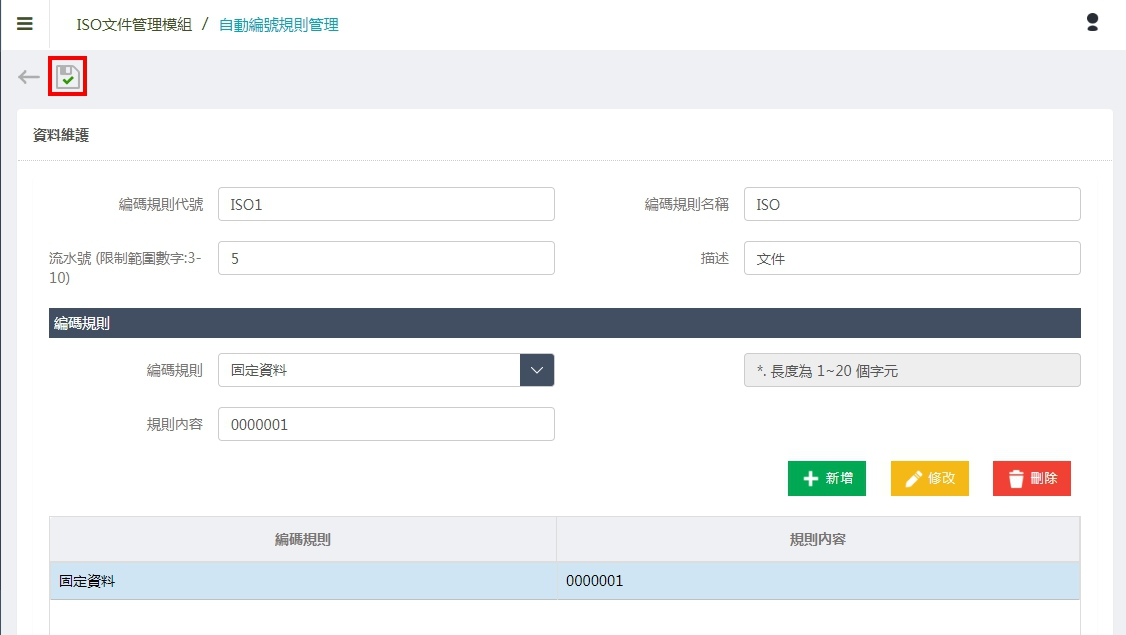 ISO文件管理模組 / 自動編號規則管理
資料維護
編碼規則代號 ISO1 編碼規則名稱 ISO
流水號 (限制範圍數字:3-10) 5 描述 文件
編碼規則
編碼規則 固定資料 *. 長度為 1~20 個字元
規則內容 0000001
新增 修改 刪除
編碼規則 規則內容
固定資料 0000001